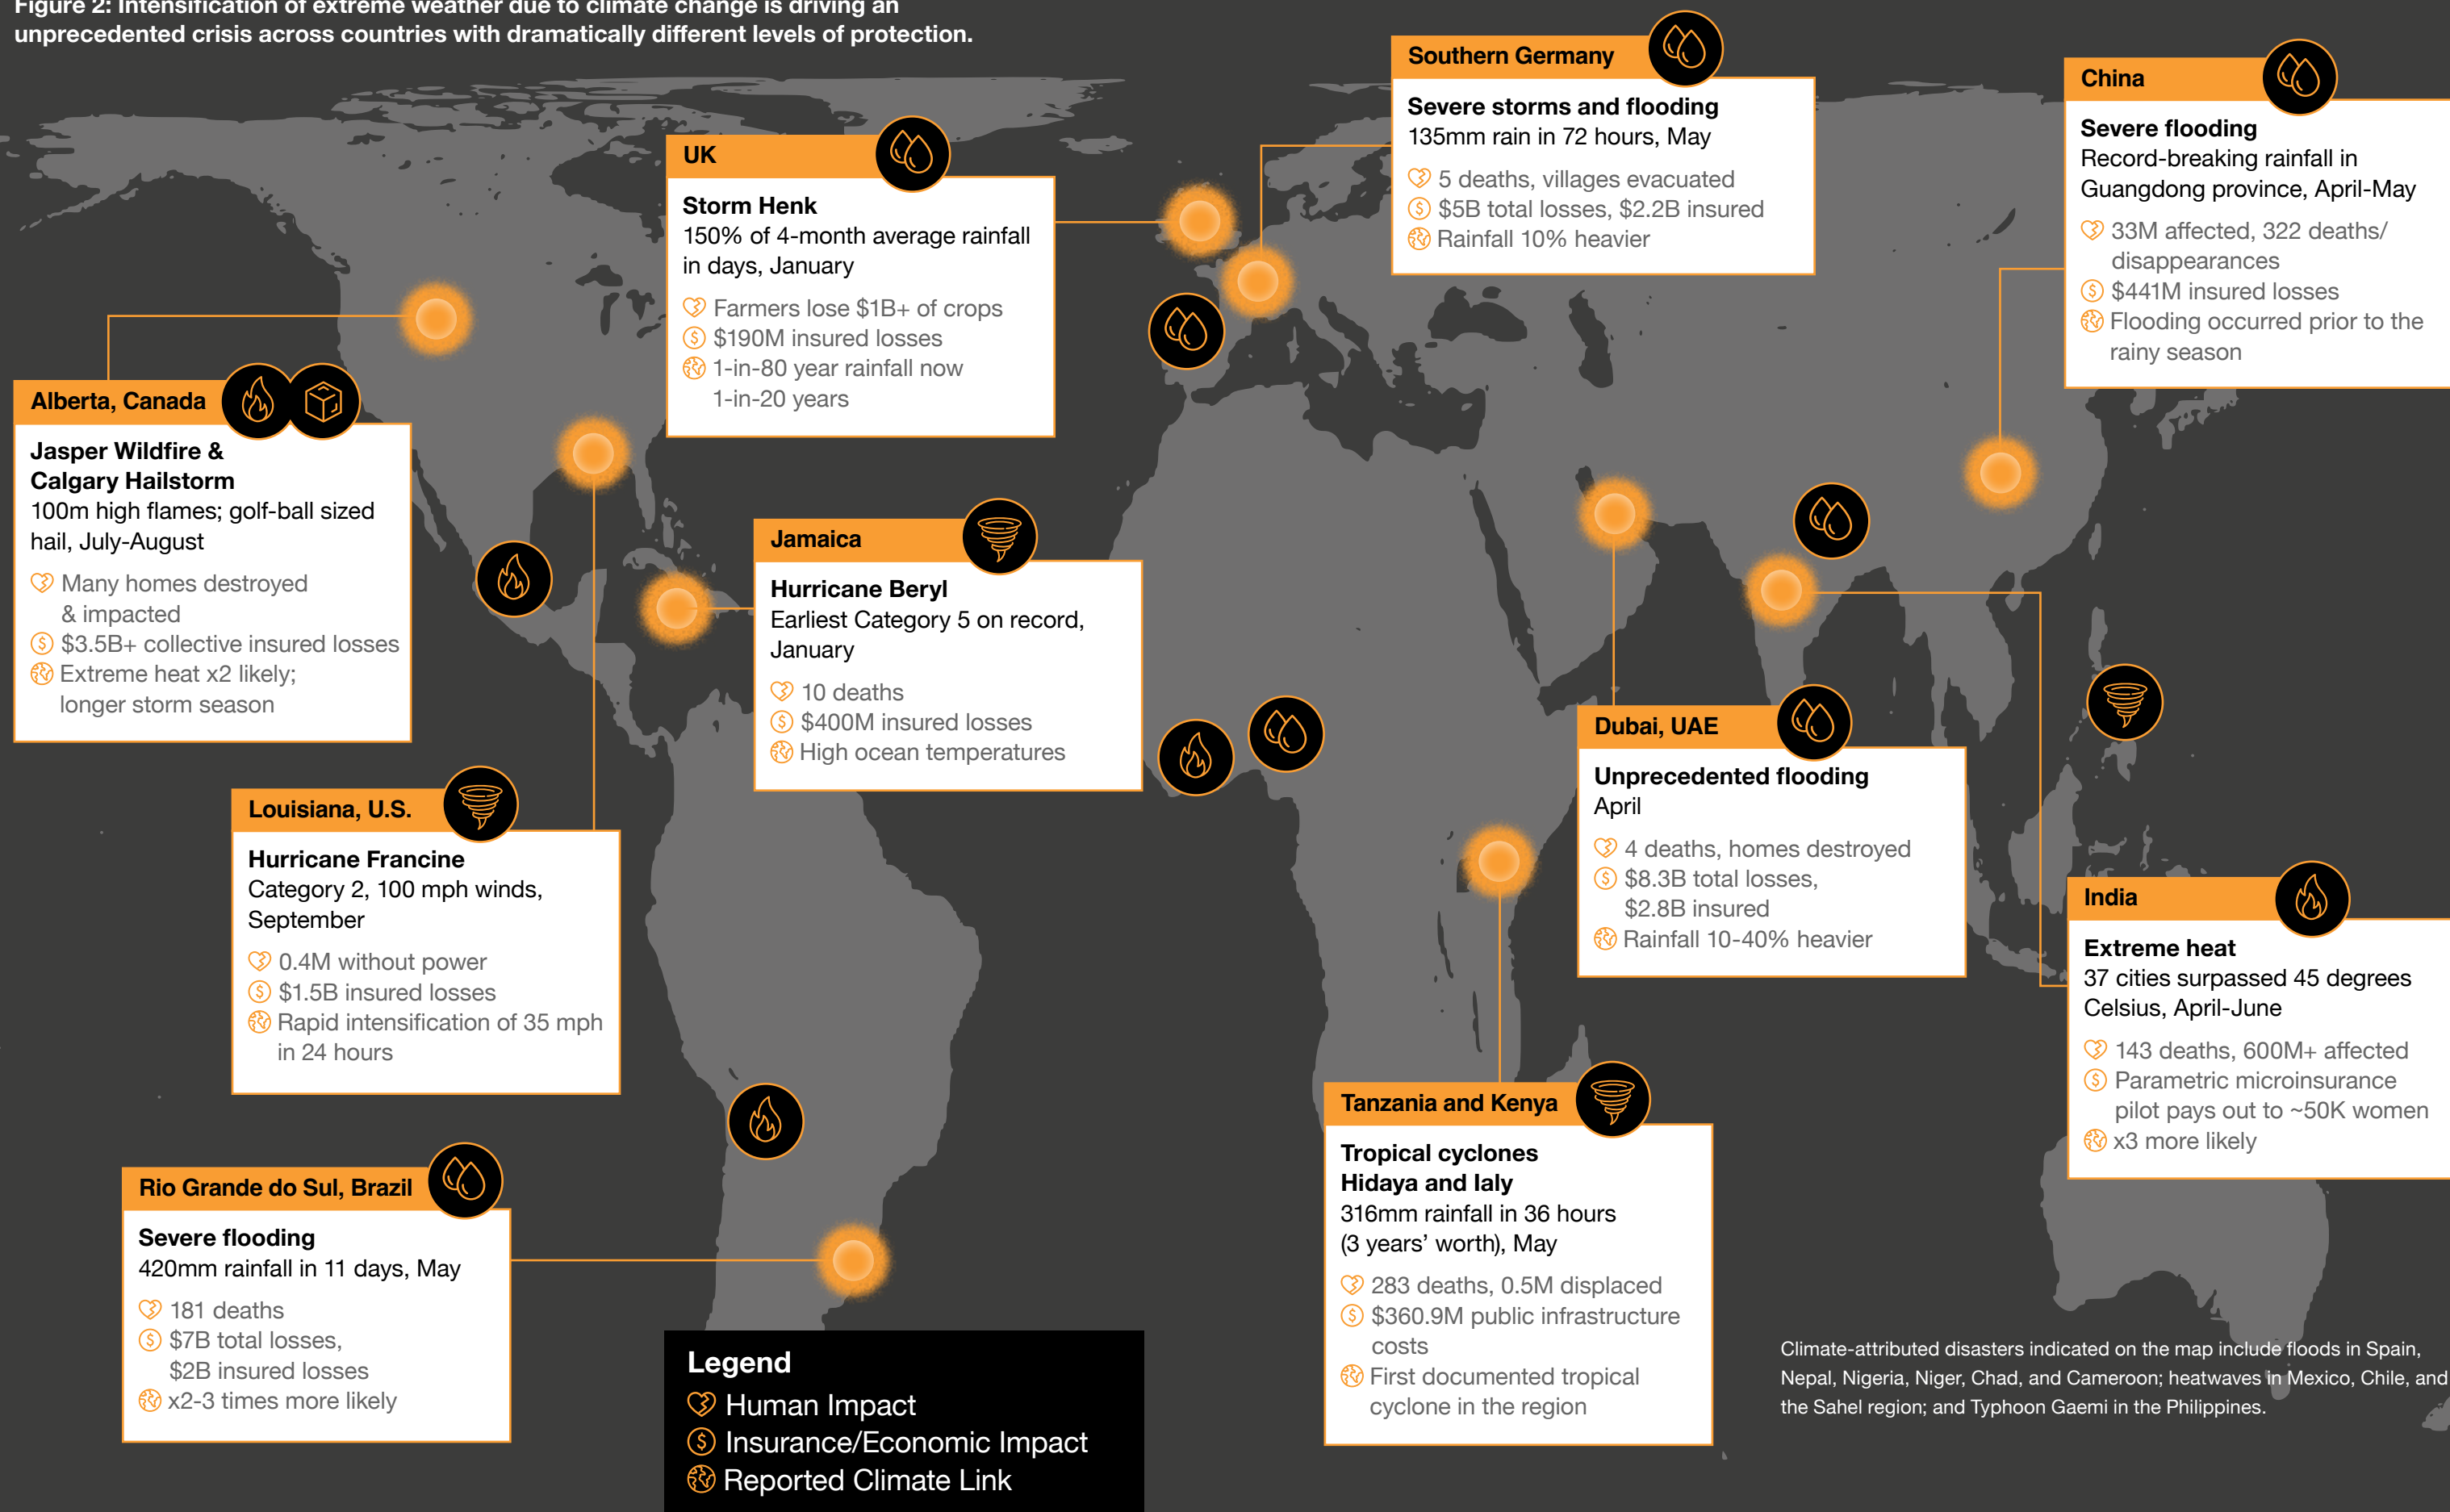 Figure 2: Intensification of extreme weather due to climate change is driving an
unprecedented crisis across countries with dramatically different levels of protection.
Southern Germany
Severe storms and flooding
135mm rain in 72 hours, May
5 deaths, villages evacuated
$5B total losses, $2.2B insured
Rainfall 10% heavier
China
Severe flooding
Record-breaking rainfall in
Guangdong province, April-May
33M affected, 322 deaths/
disappearances
$441M insured losses
Flooding occurred prior to the
rainy season
UK
Storm Henk
150% of 4-month average rainfall
in days, January
Farmers lose $1B+ of crops
$190M insured losses
1-in-80 year rainfall now
1-in-20 years
Alberta, Canada
Jasper Wildfire &
Calgary Hailstorm
100m high flames; golf-ball sized
hail, July-August
Many homes destroyed
& impacted
$3.5B+ collective insured losses
Extreme heat x2 likely;
longer storm season
Jamaica
Hurricane Beryl
Earliest Category 5 on record,
January
10 deaths
$400M insured losses
High ocean temperatures
Dubai, UAE
Unprecedented flooding
April
4 deaths, homes destroyed
$8.3B total losses,
$2.8B insured
Rainfall 10-40% heavier
Louisiana, U.S.
Hurricane Francine
Category 2, 100 mph winds,
September
0.4M without power
$1.5B insured losses
Rapid intensification of 35 mph
in 24 hours
India
Extreme heat
37 cities surpassed 45 degrees
Celsius, April-June
143 deaths, 600M+ affected
Parametric microinsurance
pilot pays out to ~50K women
x3 more likely
Tanzania and Kenya
Tropical cyclones
Hidaya and Ialy
316mm rainfall in 36 hours
(3 years' worth), May
283 deaths, 0.5M displaced
$360.9M public infrastructure
costs
First documented tropical
cyclone in the region
Rio Grande do Sul, Brazil
Severe flooding
420mm rainfall in 11 days, May
181 deaths
$7B total losses,
$2B insured losses
x2-3 times more likely
Legend
Human Impact
Insurance/Economic Impact
Reported Climate Link
Climate-attributed disasters indicated on the map include floods in Spain,
Nepal, Nigeria, Niger, Chad, and Cameroon; heatwaves in Mexico, Chile, and
the Sahel region; and Typhoon Gaemi in the Philippines.